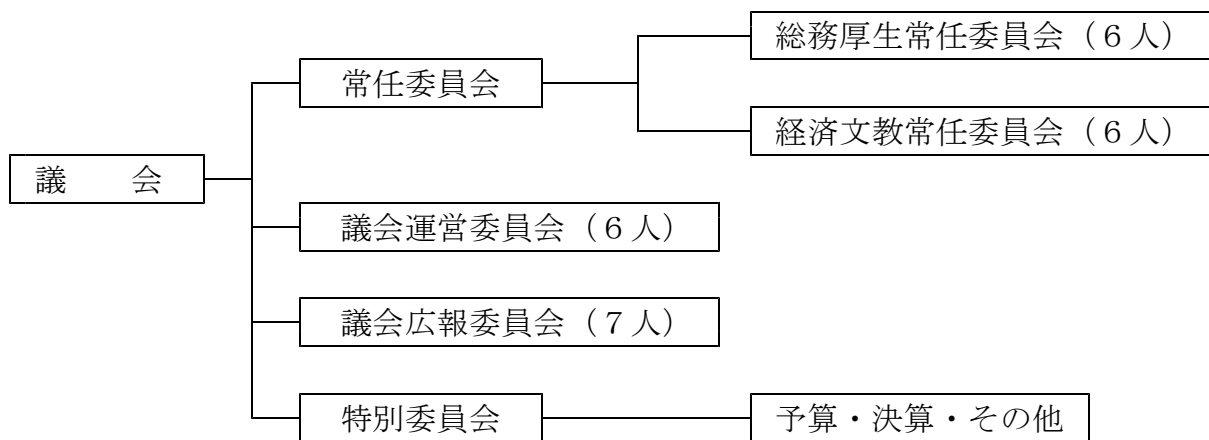 総務厚生常任委員会（６人）
常任委員会
経済文教常任委員会（６人）
議　　会
議会運営委員会（６人）
議会広報委員会（７人）
特別委員会
予算・決算・その他